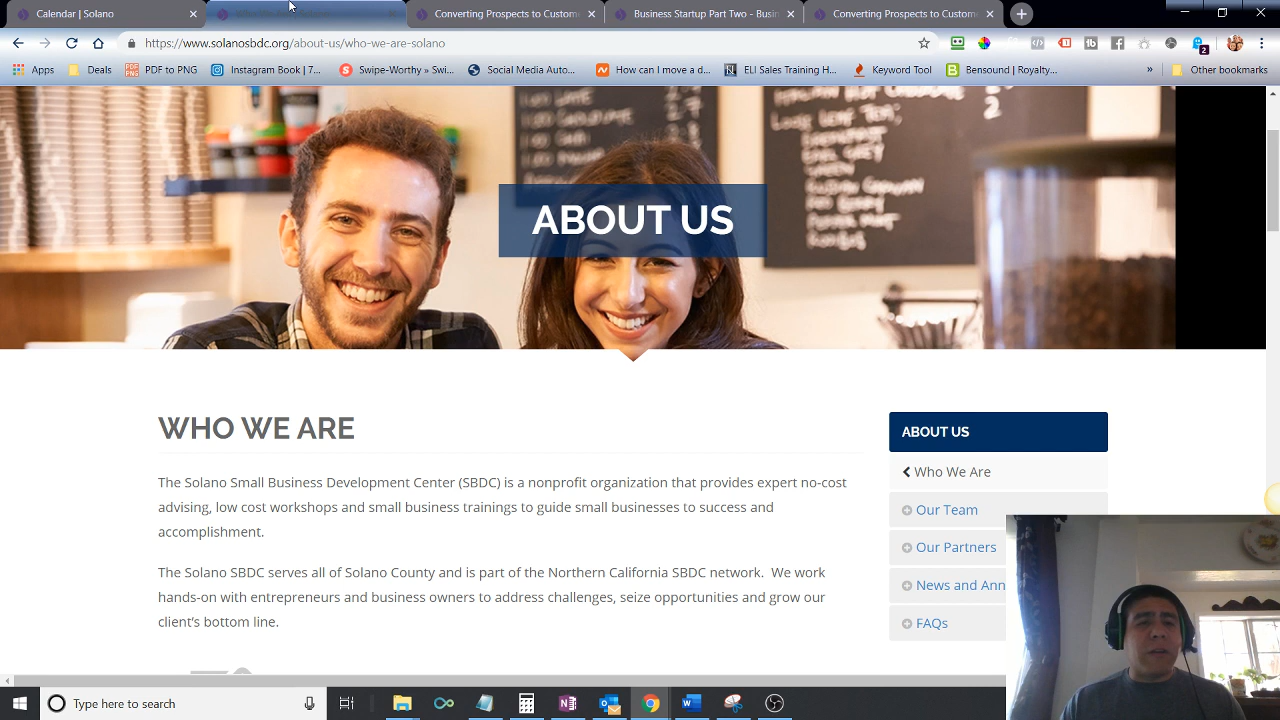 Calendar | Solano
Converting Prospects to Custom
Business Startup Part Two - Busin
Converting Prospects to Custom
https://www.solanosbdc.org/about-us/who-we-are-solano
Apps
Deals
PDF to PNG
Instagram Book | 7...
Swipe-Worthy » Swi...
Social Media Auto...
How can I move a d...
ELI Sales Training H...
Keyword Tool
Bensound | Royalty...
»
Other bookmarks
ABOUT US
WHO WE ARE
The Solano Small Business Development Center (SBDC) is a nonprofit organization that provides expert no-cost
advising, low cost workshops and small business trainings to guide small businesses to success and
accomplishment.
The Solano SBDC serves all of Solano County and is part of the Northern California SBDC network. We work
hands-on with entrepreneurs and business owners to address challenges, seize opportunities and grow our
client's bottom line.
ABOUT US
Who We Are
Our Team
Our Partners
News and Ann
FAQs
Type here to search